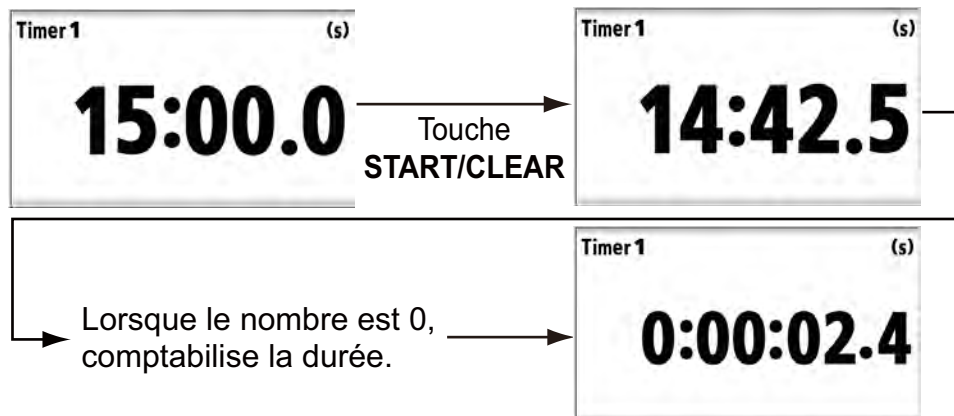 Timer 1 (s)
15:00.0
Touche
START/CLEAR
Timer 1 (s)
14:42.5
Lorsque le nombre est 0,
comptabilise la durée.
Timer 1 (s)
0:00:02.4